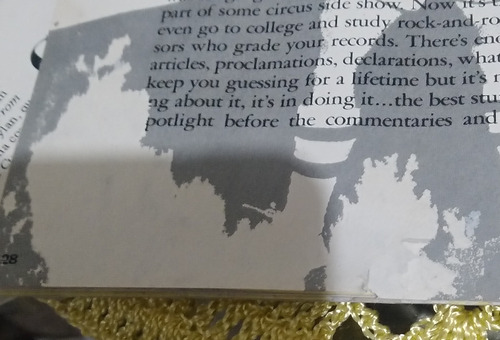 part of some circus side show. Now it's
even go to college and study rock-and-ro
sors who grade your records. There's end
articles, proclamations, declarations, what
keep you guessing for a lifetime but it's n
ng about it, it's in doing it...the best stu
potlight before the commentaries and
28